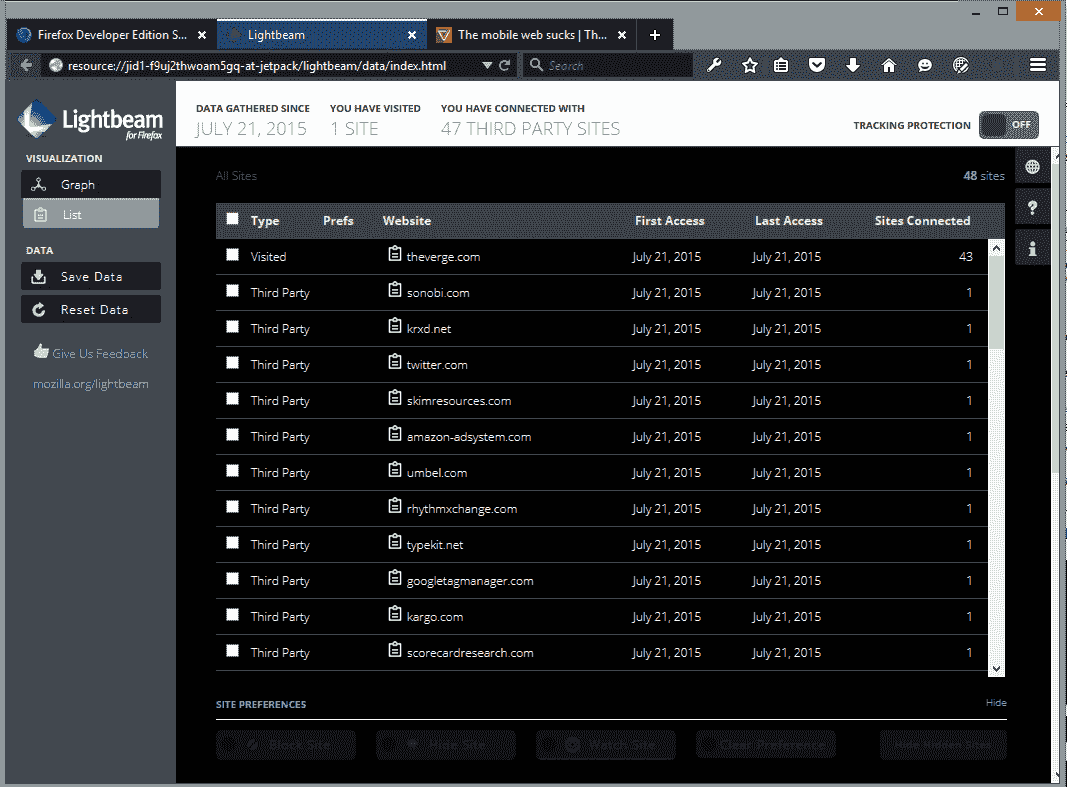 Firefox Developer Edition S... Lightbeam The mobile web sucks | Th...
resource://jid1-f9uj2thwoam5gq-at-jetpack/lightbeam/data/index.html Search
Lightbeam
for Firefox
DATA GATHERED SINCE YOU HAVE VISITED YOU HAVE CONNECTED WITH
JULY 21, 2015 1 SITE 47 THIRD PARTY SITES
TRACKING PROTECTION OFF
VISUALIZATION
Graph
List
DATA
Save Data
Reset Data
Give Us Feedback
mozilla.org/lightbeam
All Sites 48 sites
Type Prefs Website First Access Last Access Sites Connected
Visited theverge.com July 21, 2015 July 21, 2015 43
Third Party sonobi.com July 21, 2015 July 21, 2015 1
Third Party krxd.net July 21, 2015 July 21, 2015 1
Third Party twitter.com July 21, 2015 July 21, 2015 1
Third Party skimresources.com July 21, 2015 July 21, 2015 1
Third Party amazon-adsystem.com July 21, 2015 July 21, 2015 1
Third Party umbel.com July 21, 2015 July 21, 2015 1
Third Party rhythmxchange.com July 21, 2015 July 21, 2015 1
Third Party typekit.net July 21, 2015 July 21, 2015 1
Third Party googletagmanager.com July 21, 2015 July 21, 2015 1
Third Party kargo.com July 21, 2015 July 21, 2015 1
Third Party scorecardresearch.com July 21, 2015 July 21, 2015 1
SITE PREFERENCES Hide
Block Site Hide Site Watch Site Clear Preference Hide Hidden Sites